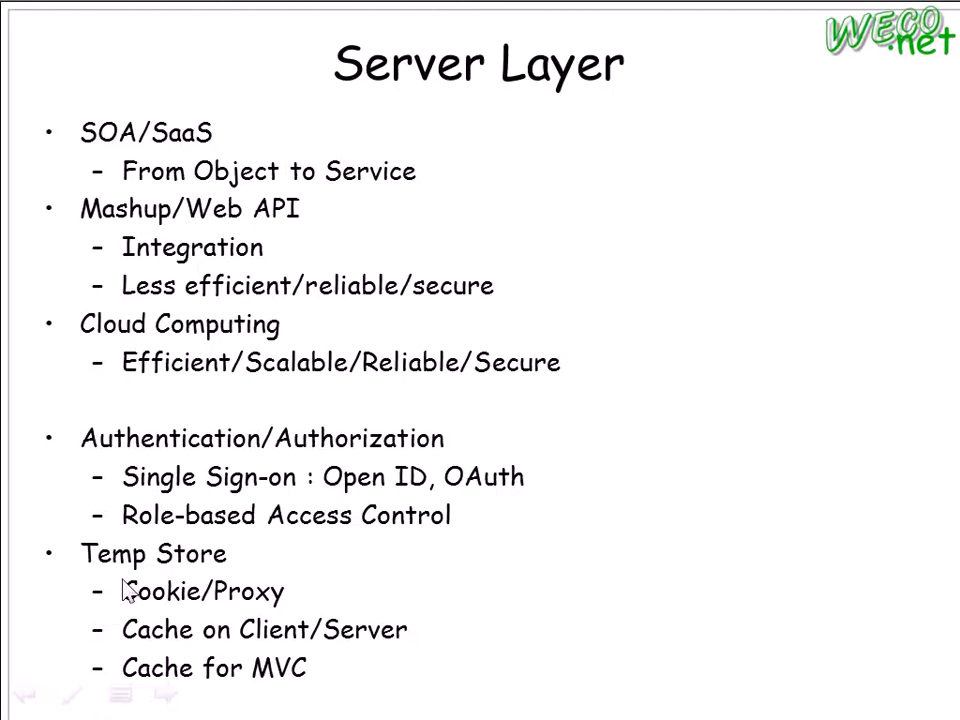 WECO
.net
Server Layer
• SOA/SaaS
– From Object to Service
• Mashup/Web API
– Integration
– Less efficient/reliable/secure
• Cloud Computing
– Efficient/Scalable/Reliable/Secure
• Authentication/Authorization
– Single Sign-on : Open ID, OAuth
– Role-based Access Control
• Temp Store
– Cookie/Proxy
– Cache on Client/Server
– Cache for MVC